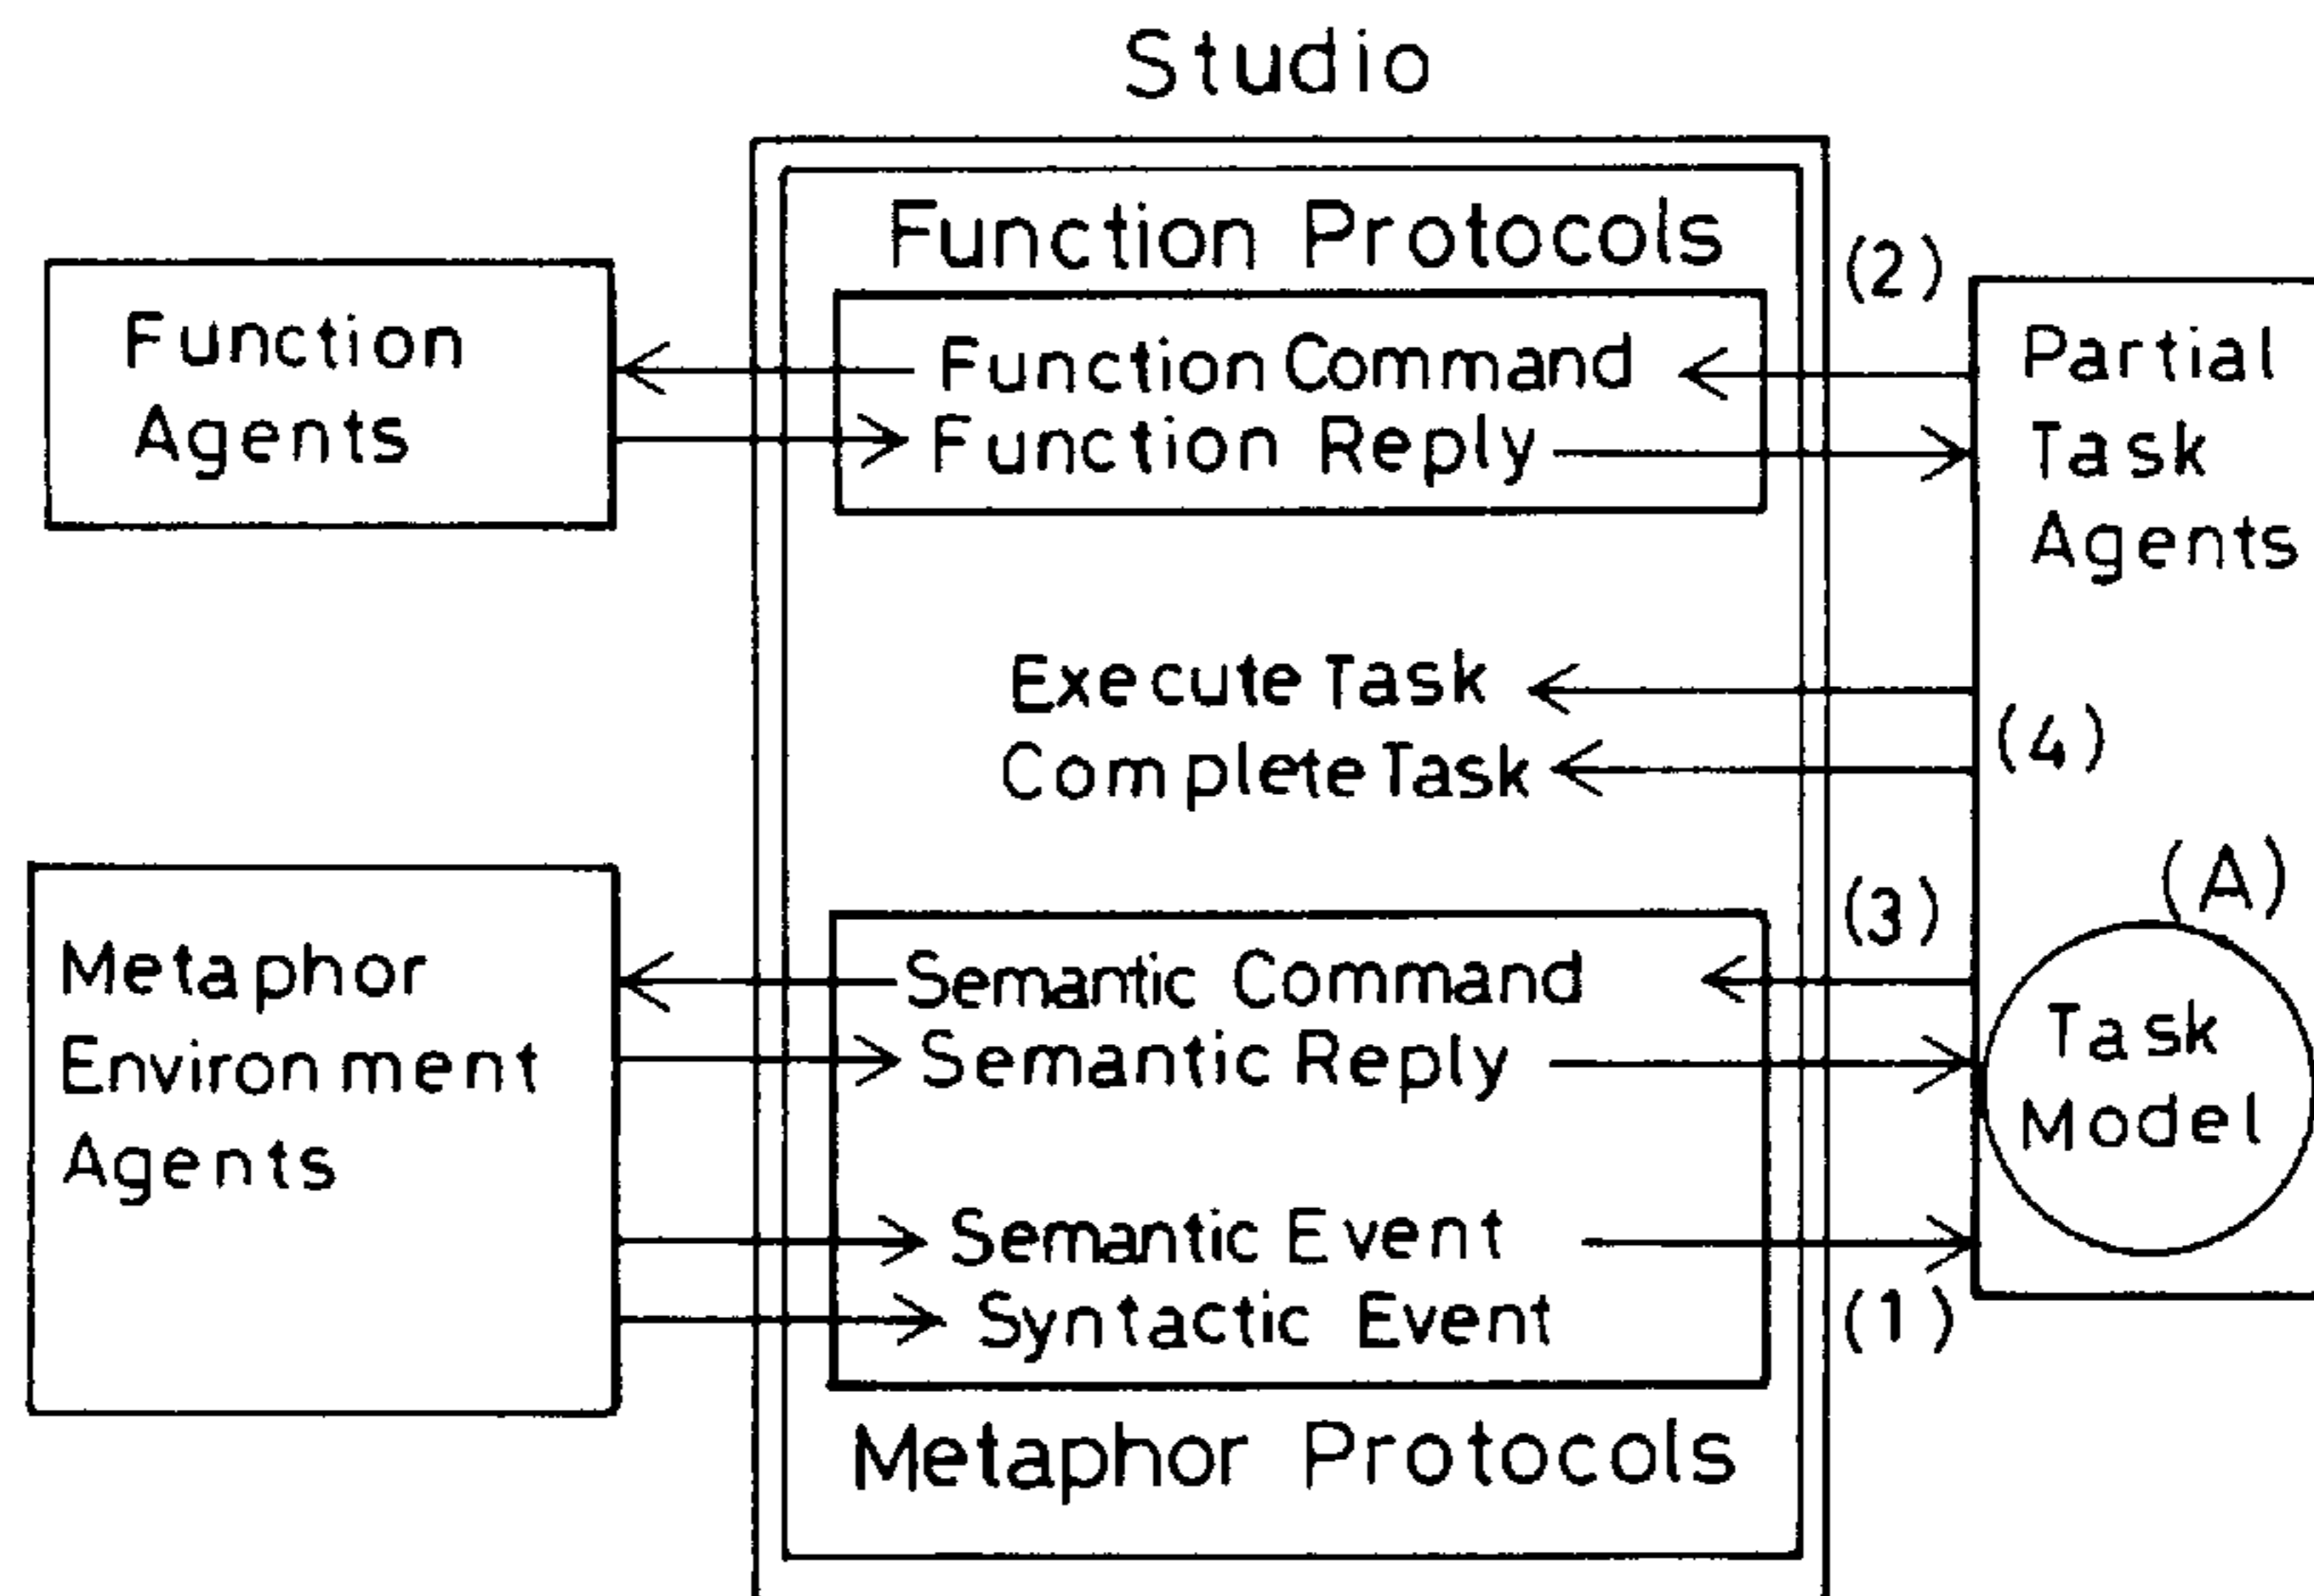 Studio
Function Protocols
(2)
Function
Agents
Function Command
Function Reply
Partial
Task
Agents
Execute Task
Complete Task
(4)
(A)
(3)
Metaphor
Environment
Agents
Semantic Command
Semantic Reply
Semantic Event
Syntactic Event
Task
Model
(1)
Metaphor Protocols